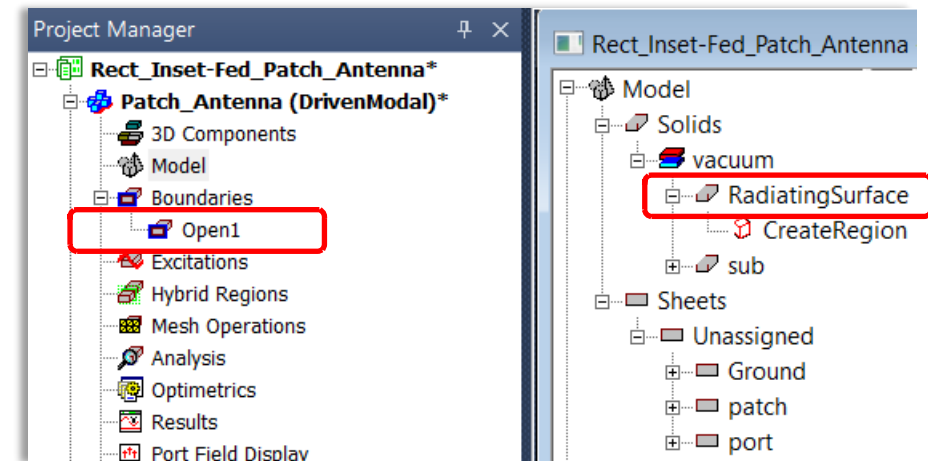 Project Manager
Rect_Inset-Fed_Patch_Antenna*
Patch_Antenna (DrivenModal)*
3D Components
Model
Boundaries
Open1
Excitations
Hybrid Regions
Mesh Operations
Analysis
Optimetrics
Results
Port Field Display
Rect_Inset-Fed_Patch_Antenna
Model
Solids
vacuum
RadiatingSurface
CreateRegion
sub
Sheets
Unassigned
Ground
patch
port